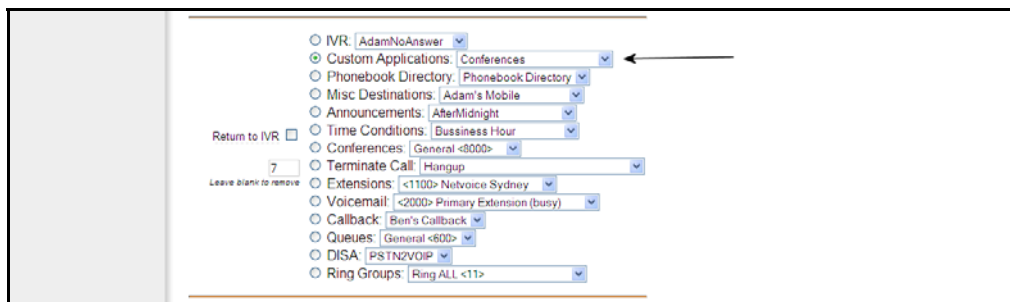 IVR: AdamNoAnswer
Custom Applications: Conferences
Phonebook Directory: Phonebook Directory
Misc Destinations: Adam's Mobile
Announcements: AfterMidnight
Return to IVR Time Conditions: Bussiness Hour
Conferences: General <8000>
7 Terminate Call: Hangup
Leave blank to remove Extensions: <1100> Netvoice Sydney
Voicemail: <2000> Primary Extension (busy)
Callback: Ben's Callback
Queues: General <600>
DISA: PSTN2VOIP
Ring Groups: Ring ALL <11>